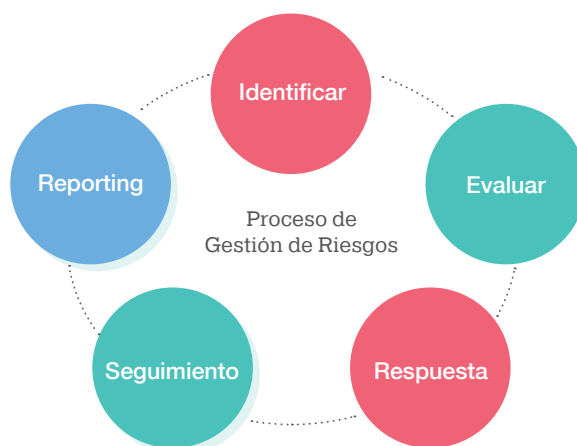 Identificar
Evaluar
Respuesta
Seguimiento
Reporting
Proceso de
Gestión de Riesgos